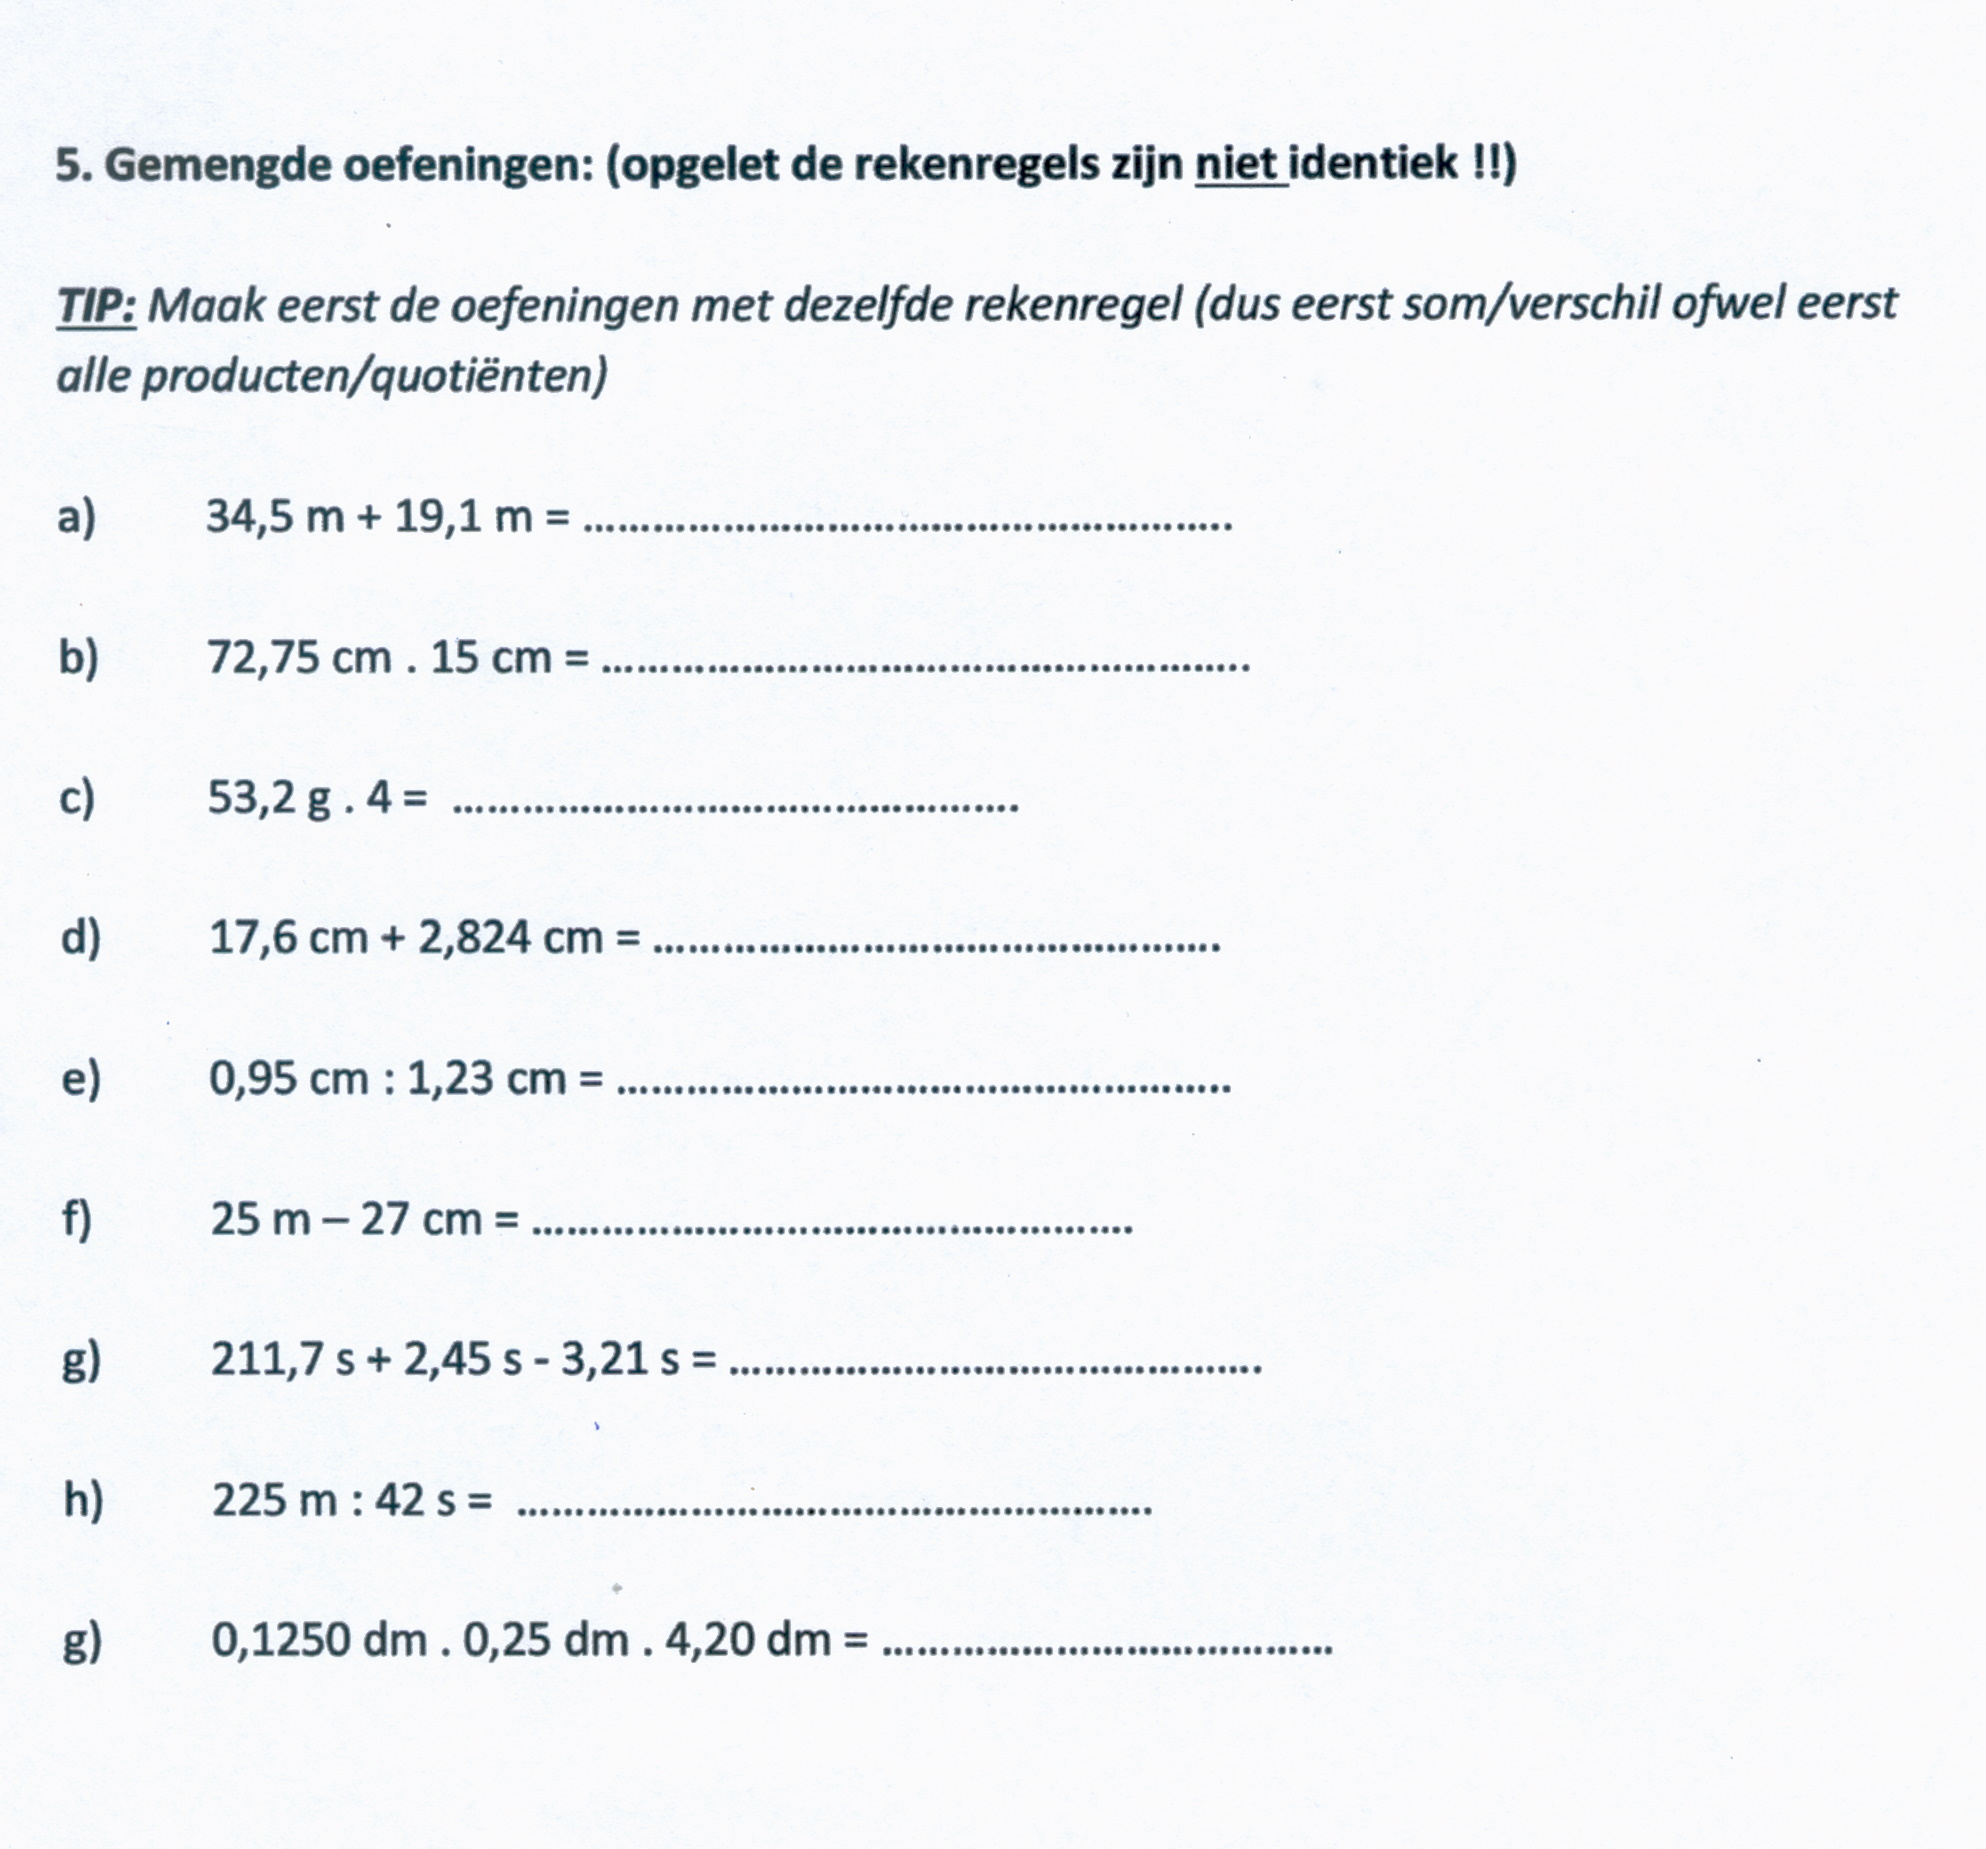 5. Gemengde oefeningen: (opgelet de rekenregels zijn niet identiek !!)
TIP: Maak eerst de oefeningen met dezelfde rekenregel (dus eerst som/verschil ofwel eerst
alle producten/quotiënten)
a) 34,5 m + 19,1 m = ........................................................
b) 72,75 cm . 15 cm = ........................................................
c) 53,2 g . 4 = .................................................
d) 17,6 cm + 2,824 cm = .................................................
e) 0,95 cm : 1,23 cm = .....................................................
f) 25 m – 27 cm = ....................................................
g) 211,7 s + 2,45 s - 3,21 s = ..............................................
h) 225 m : 42 s = .......................................................
g) 0,1250 dm . 0,25 dm . 4,20 dm = .......................................